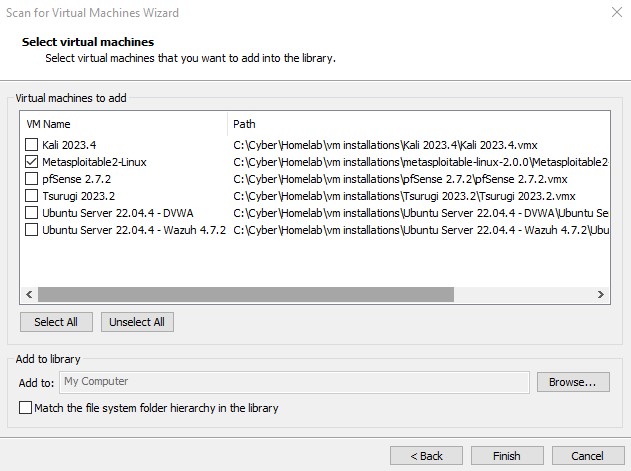 Scan for Virtual Machines Wizard
Select virtual machines
Select virtual machines that you want to add into the library.
Virtual machines to add
VM Name Path
Kali 2023.4 C:\Cyber\Homelab\vm installations\Kali 2023.4\Kali 2023.4.vmx
Metasploitable2-Linux C:\Cyber\Homelab\vm installations\metasploitable-linux-2.0.0\Metasploitable2-
pfSense 2.7.2 C:\Cyber\Homelab\vm installations\pfSense 2.7.2\pfSense 2.7.2.vmx
Tsurugi 2023.2 C:\Cyber\Homelab\vm installations\Tsurugi 2023.2\Tsurugi 2023.2.vmx
Ubuntu Server 22.04.4 - DVWA C:\Cyber\Homelab\vm installations\Ubuntu Server 22.04.4 - DVWA\Ubuntu Se
Ubuntu Server 22.04.4 - Wazuh 4.7.2 C:\Cyber\Homelab\vm installations\Ubuntu Server 22.04.4 - Wazuh 4.7.2\Ubu
Select All Unselect All
Add to library
Add to: My Computer Browse...
Match the file system folder hierarchy in the library
< Back Finish Cancel